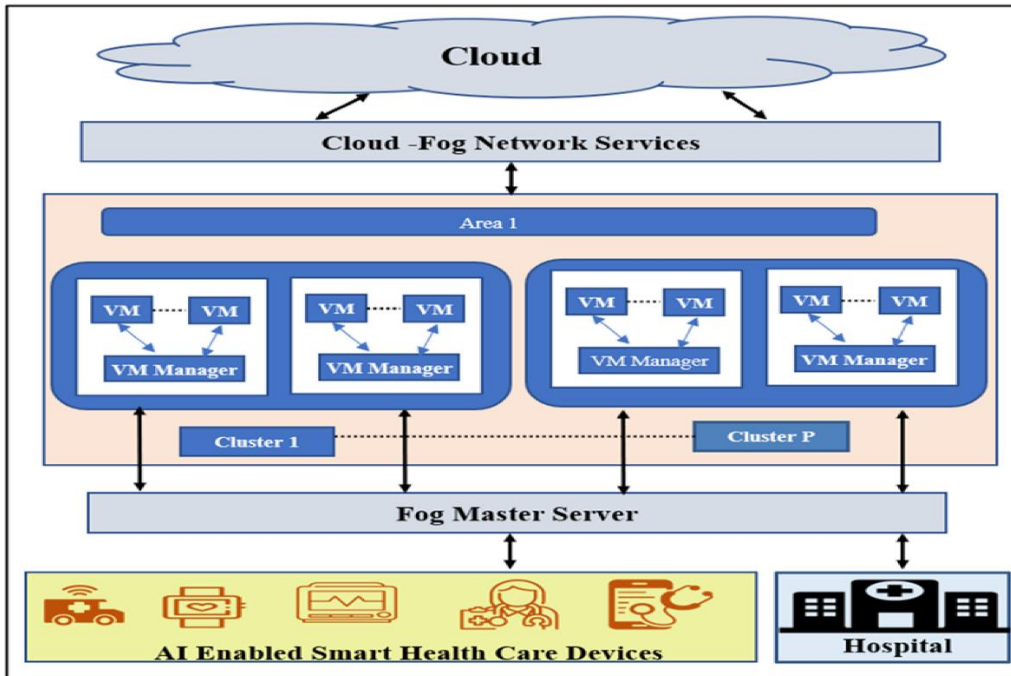 Cloud
Cloud -Fog Network Services
Area 1
VM VM VM VM VM VM VM VM
VM Manager VM Manager VM Manager VM Manager
Cluster 1 Cluster P
Fog Master Server
AI Enabled Smart Health Care Devices
Hospital